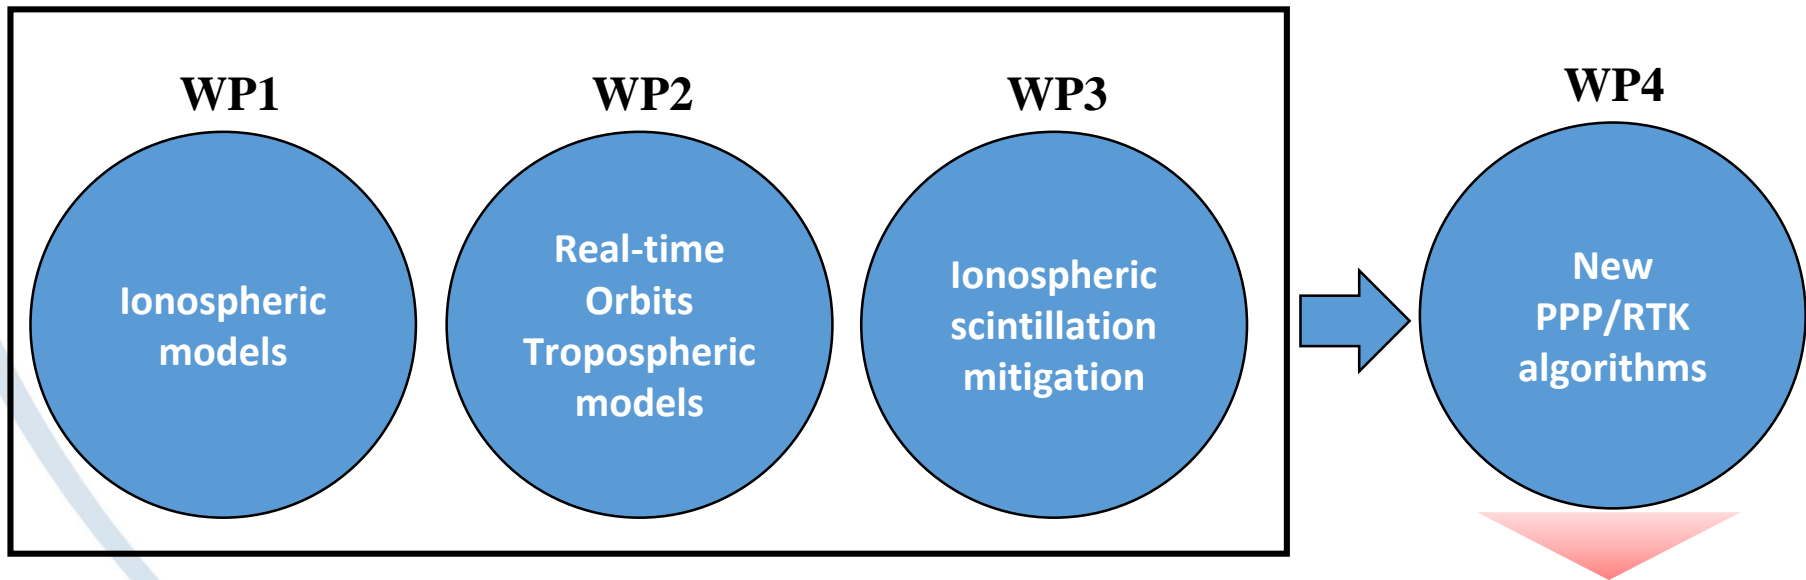 WP1
Ionospheric
models
WP2
Real-time
Orbits
Tropospheric
models
WP3
Ionospheric
scintillation
mitigation
WP4
New
PPP/RTK
algorithms